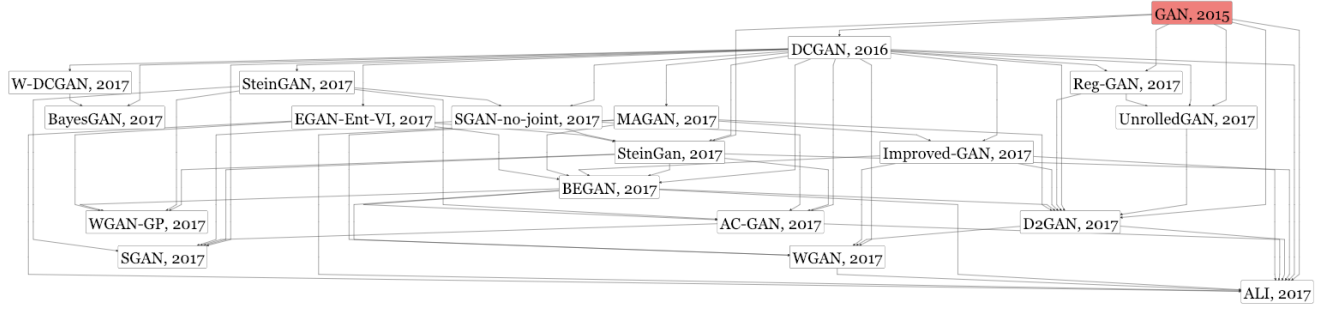 GAN, 2015
DCGAN, 2016
W-DCGAN, 2017
SteinGAN, 2017
Reg-GAN, 2017
BayesGAN, 2017
EGAN-Ent-VI, 2017
SGAN-no-joint, 2017
MAGAN, 2017
UnrolledGAN, 2017
SteinGan, 2017
Improved-GAN, 2017
BEGAN, 2017
WGAN-GP, 2017
AC-GAN, 2017
D2GAN, 2017
SGAN, 2017
WGAN, 2017
ALI, 2017